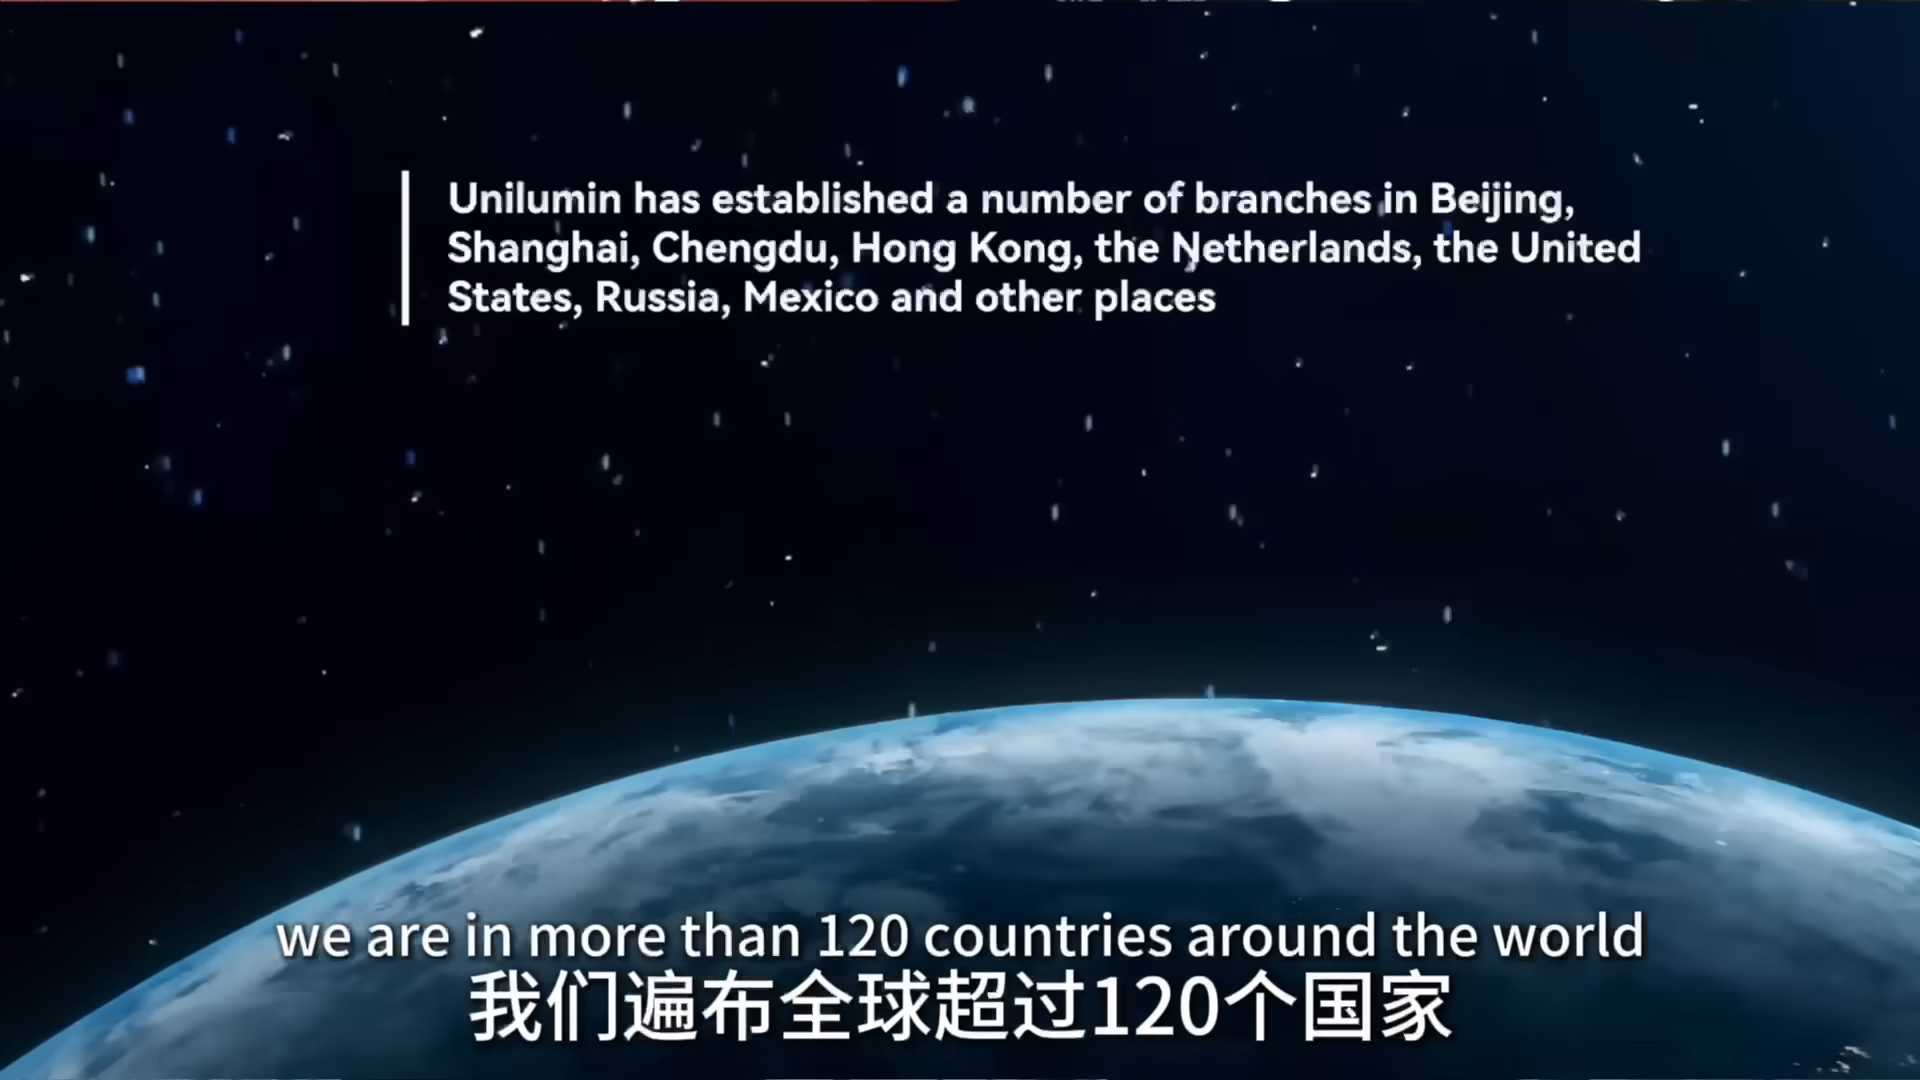 Unilumin has established a number of branches in Beijing,
Shanghai, Chengdu, Hong Kong, the Netherlands, the United
States, Russia, Mexico and other places
we are in more than 120 countries around the world
我们遍布全球超过120个国家